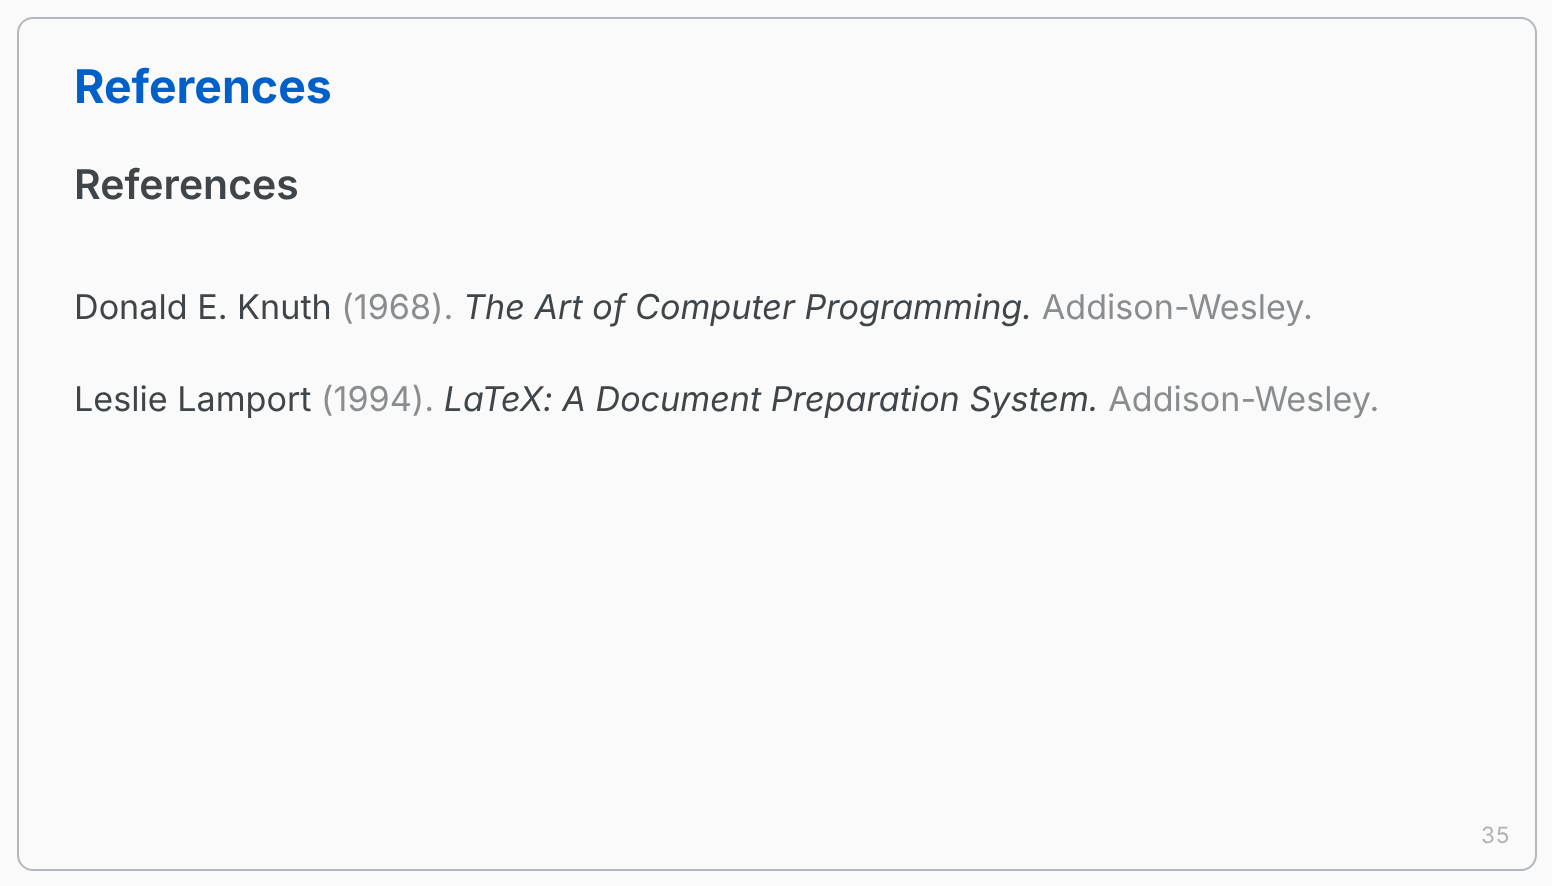 References
References
Donald E. Knuth (1968). The Art of Computer Programming. Addison-Wesley.
Leslie Lamport (1994). LaTeX: A Document Preparation System. Addison-Wesley.
35